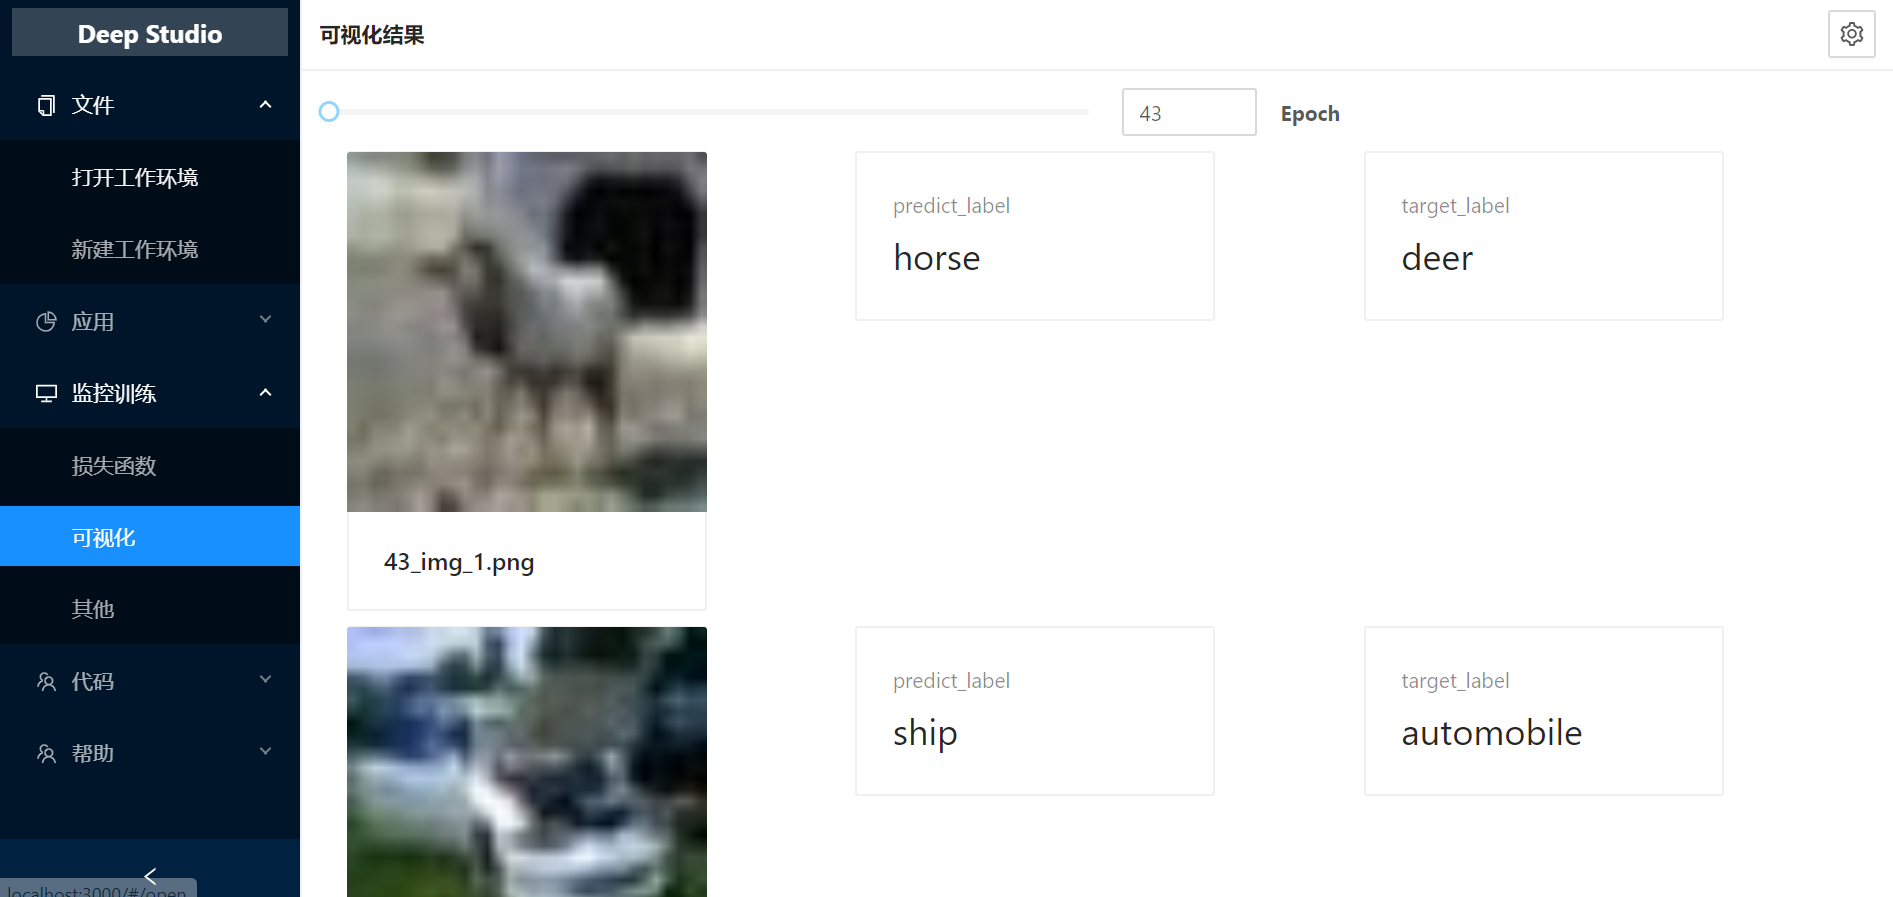 Deep Studio
文件
打开工作环境
新建工作环境
应用
监控训练
损失函数
可视化
其他
代码
帮助
localhost:3000/#/open
可视化结果
43
Epoch
predict_label
horse
target_label
deer
43_img_1.png
predict_label
ship
target_label
automobile